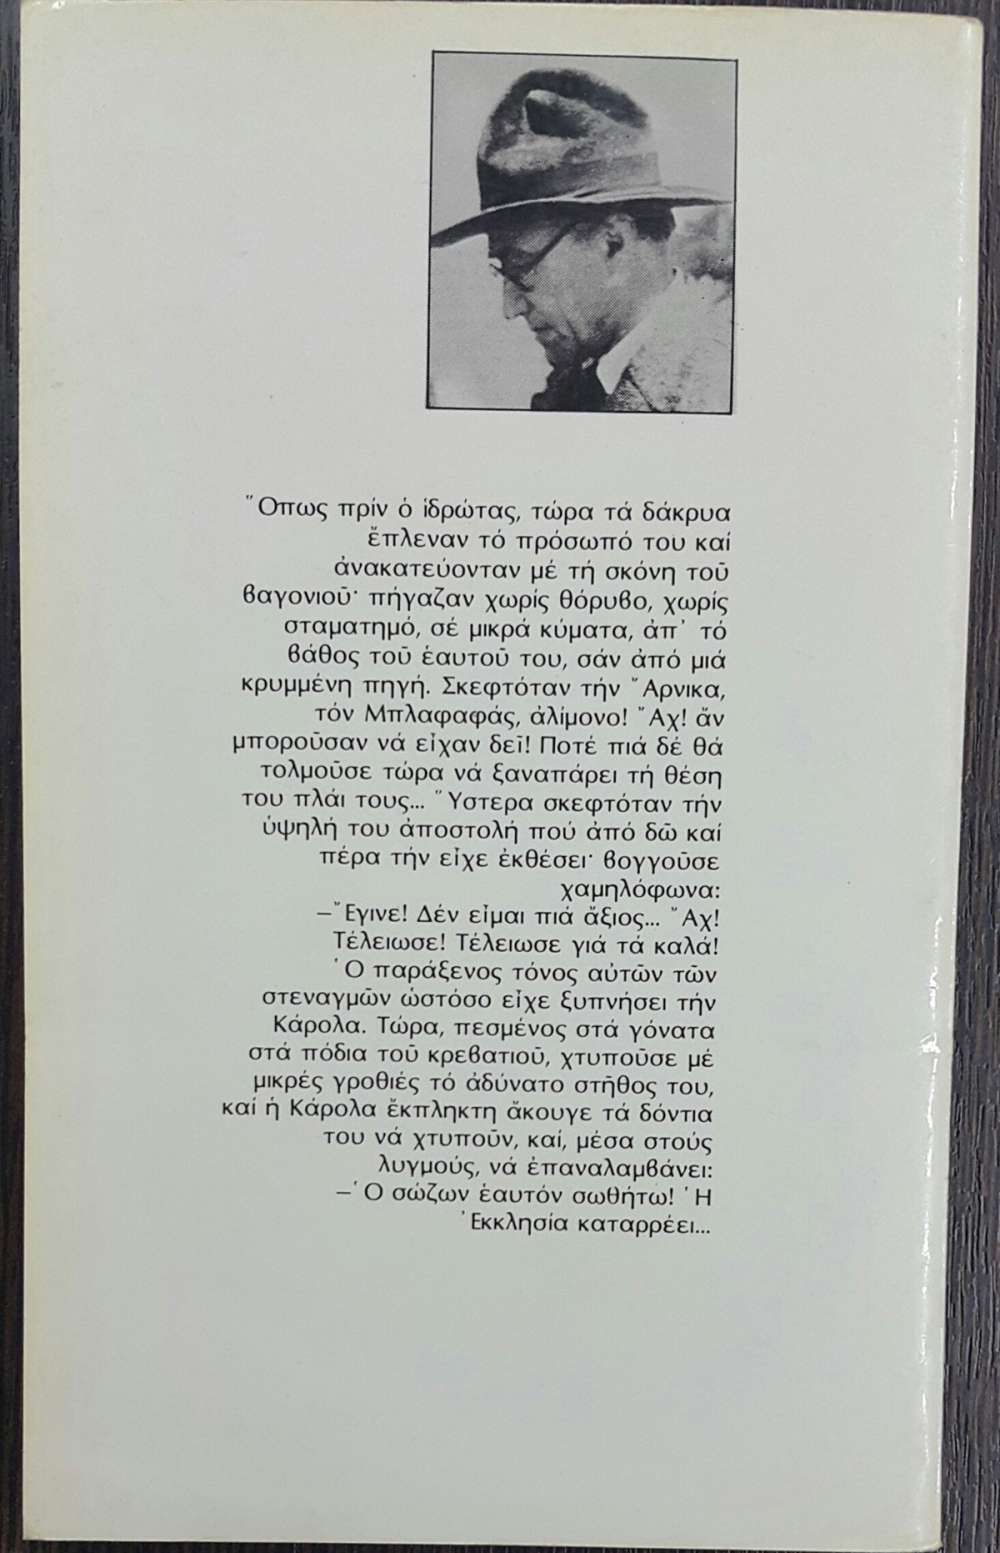 Ὅπως πρίν ὁ ἱδρώτας, τώρα τά δάκρυα
ἔπλεναν τό πρόσωπό του καί
ἀνακατεύονταν μέ τή σκόνη τοῦ
βαγονιοῦ· πήγαζαν χωρίς θόρυβο, χωρίς
σταματημό, σέ μικρά κύματα, ἀπ' τό
βάθος τοῦ ἑαυτοῦ του, σάν ἀπό μιά
κρυμμένη πηγή. Σκεφτόταν τήν Ἄρνικα,
τόν Μπλαφαφάς, ἀλίμονο! Ἄχ! ἄν
μποροῦσαν νά εἶχαν δεῖ! Ποτέ πιά δέ θά
τολμοῦσε τώρα νά ξαναπάρει τή θέση
του πλάι τους... Ὕστερα σκεφτόταν τήν
ὑψηλή του ἀποστολή πού ἀπό δῶ καί
πέρα τήν εἶχε ἐκθέσει· βογγοῦσε
χαμηλόφωνα:
–Ἔγινε! Δέν εἶμαι πιά ἄξιος... Ἄχ!
Τέλειωσε! Τέλειωσε γιά τά καλά!
Ὁ παράξενος τόνος αὐτῶν τῶν
στεναγμῶν ὡστόσο εἶχε ξυπνήσει τήν
Κάρολα. Τώρα, πεσμένος στά γόνατα
στά πόδια τοῦ κρεβατιοῦ, χτυποῦσε μέ
μικρές γροθιές τό ἀδύνατο στῆθος του,
καί ἡ Κάρολα ἔκπληκτη ἄκουγε τά δόντια
του νά χτυποῦν, καί, μέσα στούς
λυγμούς, νά ἐπαναλαμβάνει:
–Ὁ σώζων ἑαυτόν σωθήτω! Ἡ
Ἐκκλησία καταρρέει...